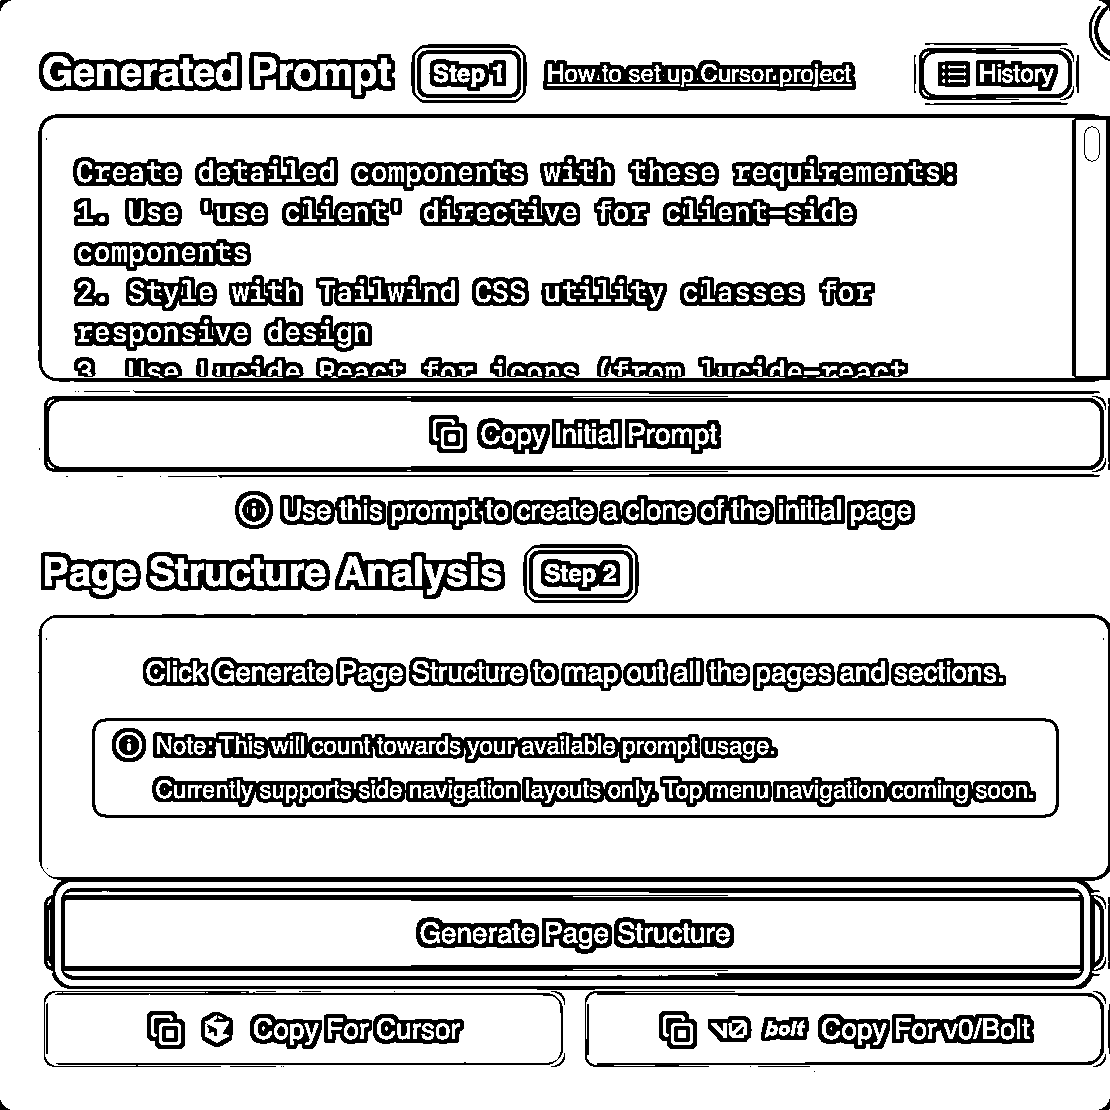 Generated Prompt Step 1 How to set up Cursor project History
Create detailed components with these requirements:
1. Use 'use client' directive for client-side
components
2. Style with Tailwind CSS utility classes for
responsive design
3. Use Lucide React for icons (from lucide-react
Copy Initial Prompt
Use this prompt to create a clone of the initial page
Page Structure Analysis Step 2
Click Generate Page Structure to map out all the pages and sections.
Note: This will count towards your available prompt usage.
Currently supports side navigation layouts only. Top menu navigation coming soon.
Generate Page Structure
Copy For Cursor
v0 bolt Copy For v0/Bolt